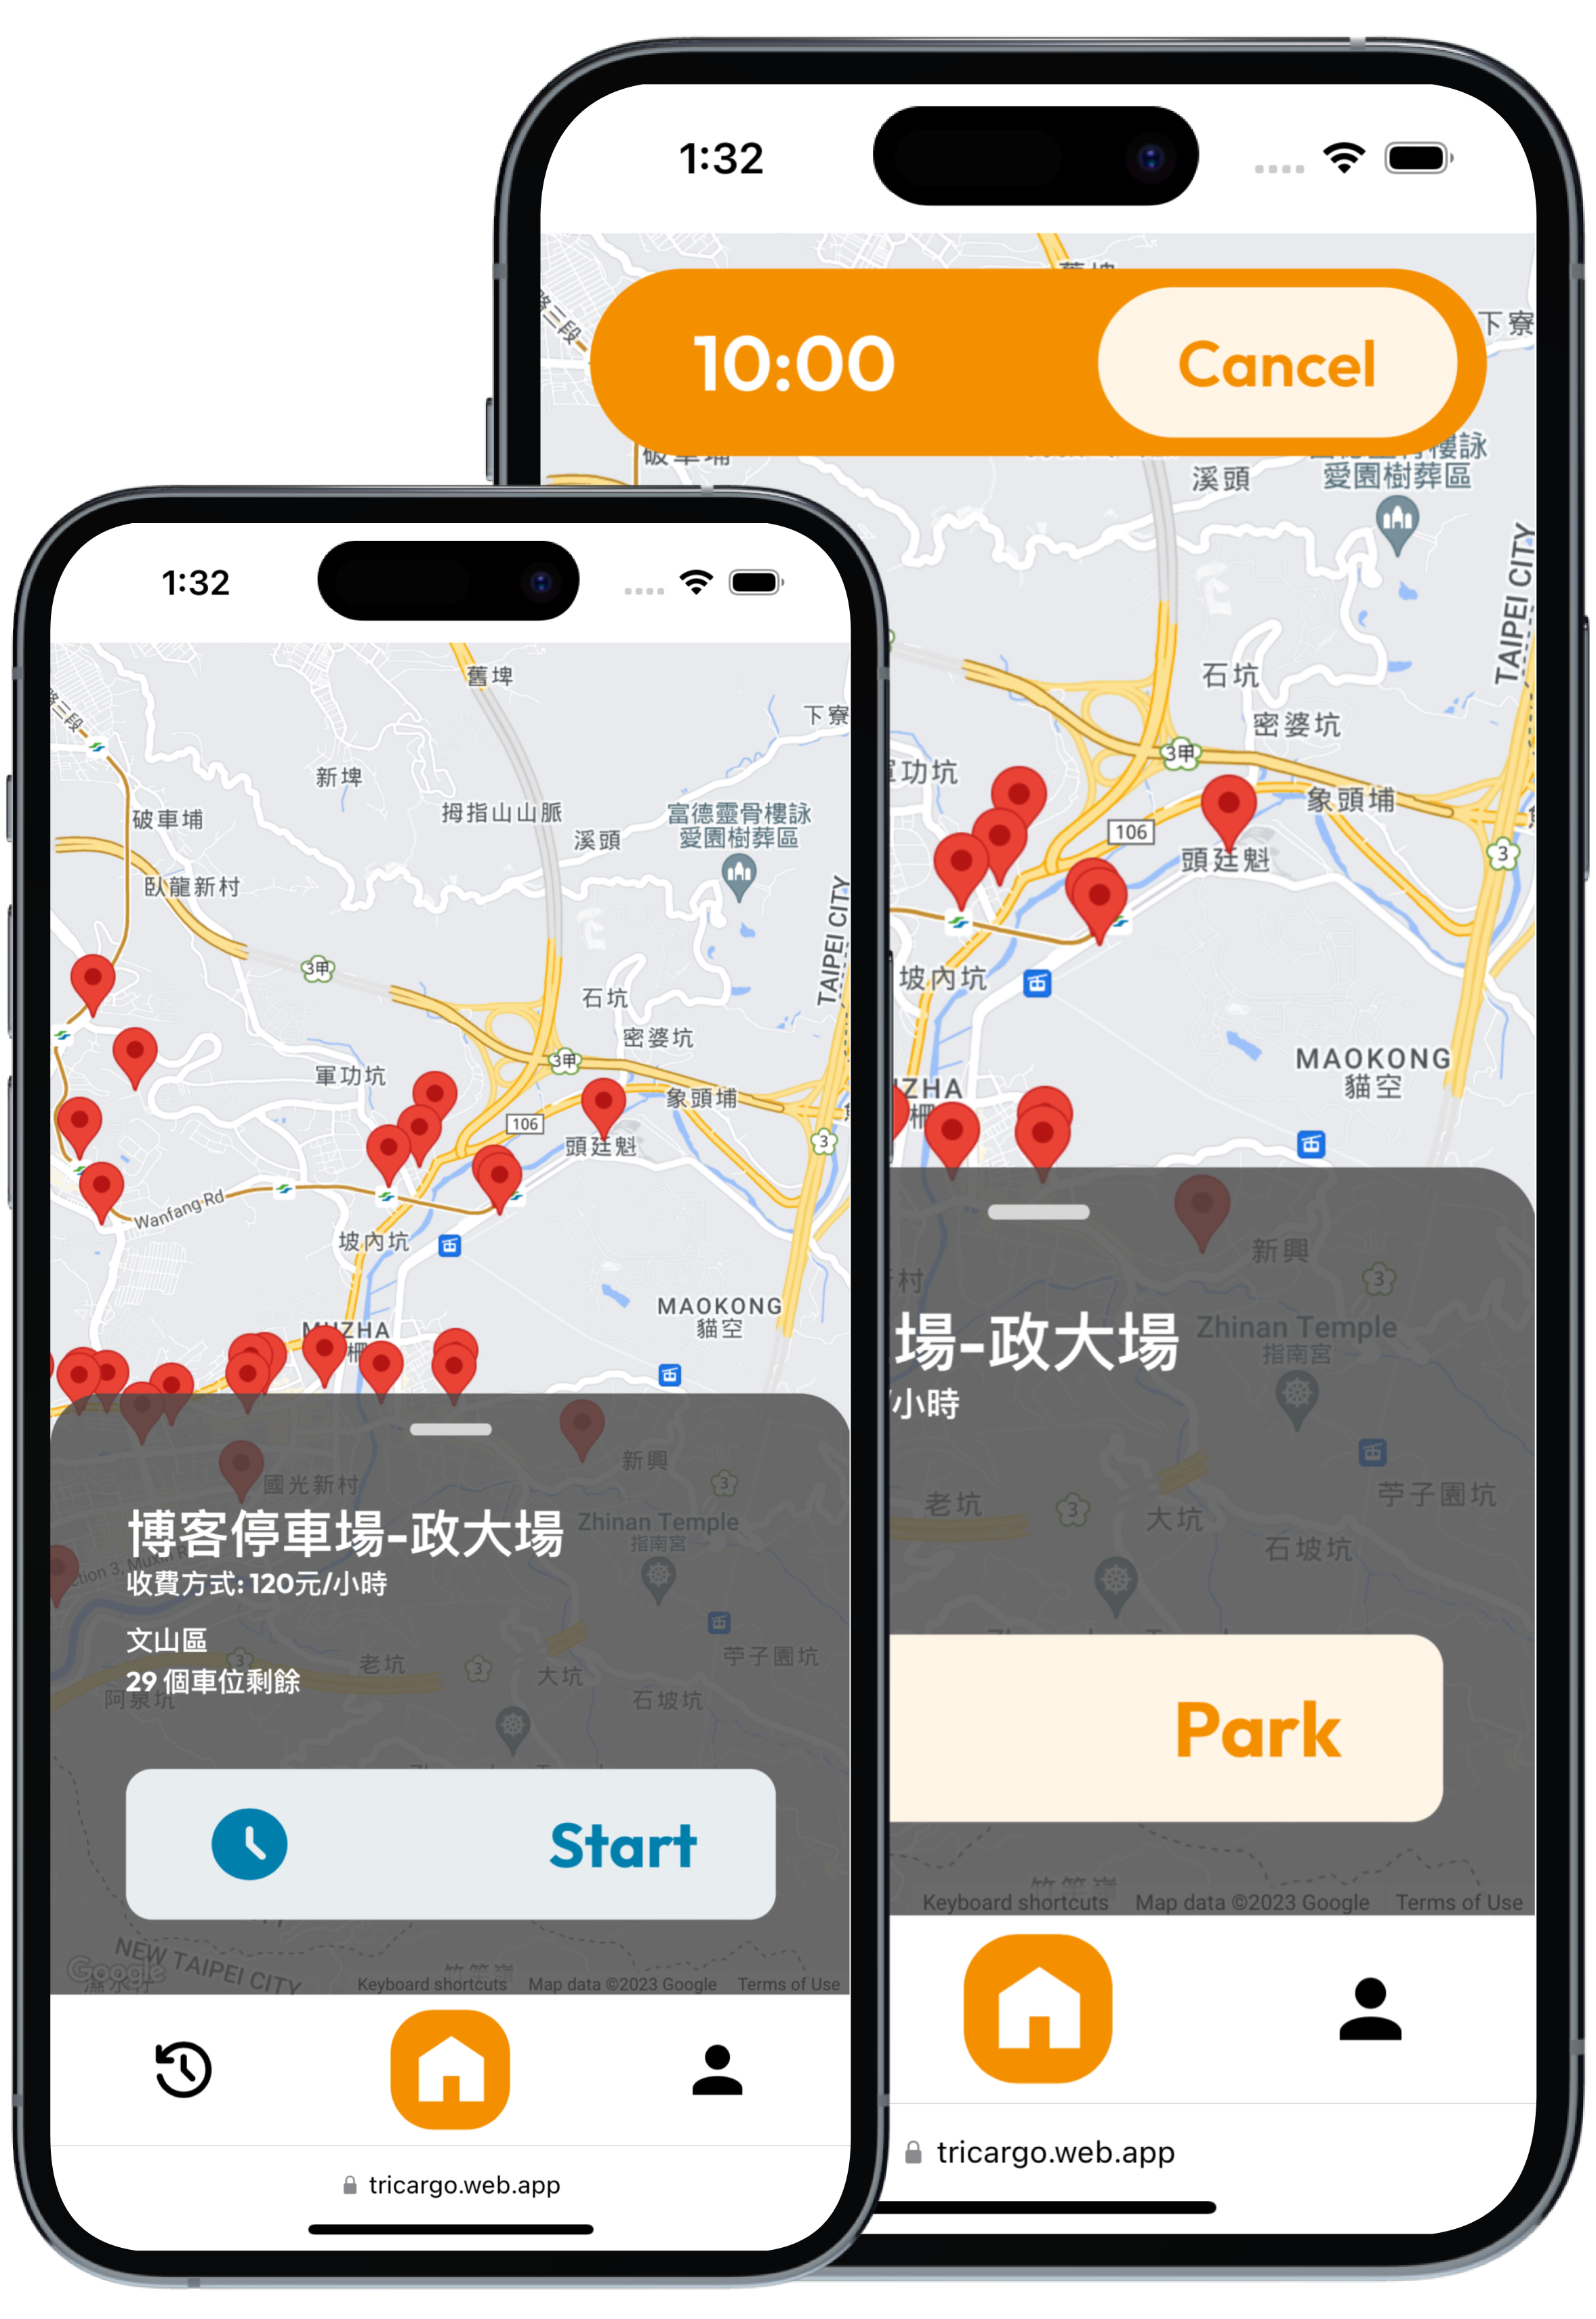 1:32
10:00
Cancel
下寮
溪頭
愛園樹葬區
TAIPEI CITY
石坑
密婆坑
3甲
象頭埔
106
頭廷魁
3
坡內坑
MAOKONG
貓空
新興
3
場-政大場
Zhinan Temple
指南宮
/小時
老坑
3
大坑
苧子園坑
石坡坑
Park
Keyboard shortcuts
Map data ©2023 Google
Terms of Use
tricargo.web.app
1:32
舊埤
下寮
新埤
拇指山山脈
破車埔
溪頭
富德靈骨樓詠
愛園樹葬區
臥龍新村
TAIPEI CITY
3甲
石坑
密婆坑
軍功坑
3甲
象頭埔
106
頭廷魁
3
Wanfang Rd
坡內坑
MAOKONG
貓空
MUZHA
柵
新興
國光新村
3
博客停車場-政大場
Zhinan Temple
指南宮
收費方式: 120元/小時
文山區
29 個車位剩餘
3
老坑
3
大坑
苧子園坑
阿泉坑
石坡坑
Start
NEW TAIPEI CITY
Google
Keyboard shortcuts
Map data ©2023 Google
Terms of Use
tricargo.web.app